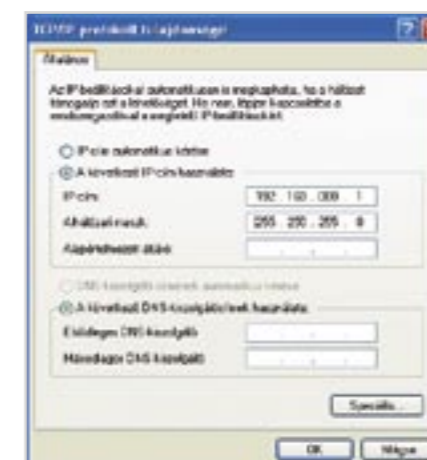 TCP/IP protokoll tulajdonságai
Általános
Az IP beállításokat automatikusan is megkaphatja, ha a hálózat
támogatja ezt a lehetőséget. Ha nem, lépjen kapcsolatba a
rendszergazdával a megfelelő IP beállításokért.
IP-cím automatikus kérése
A következő IP-cím használata
IP-cím:
192 . 168 . 000 . 1
Alhálózati maszk:
255 . 255 . 255 . 0
Alapértelmezett átjáró:
DNS-kiszolgáló címének automatikus kérése
A következő DNS-kiszolgálócímek használata
Elsődleges DNS-kiszolgáló:
Másodlagos DNS-kiszolgáló:
Speciális...
OK
Mégse